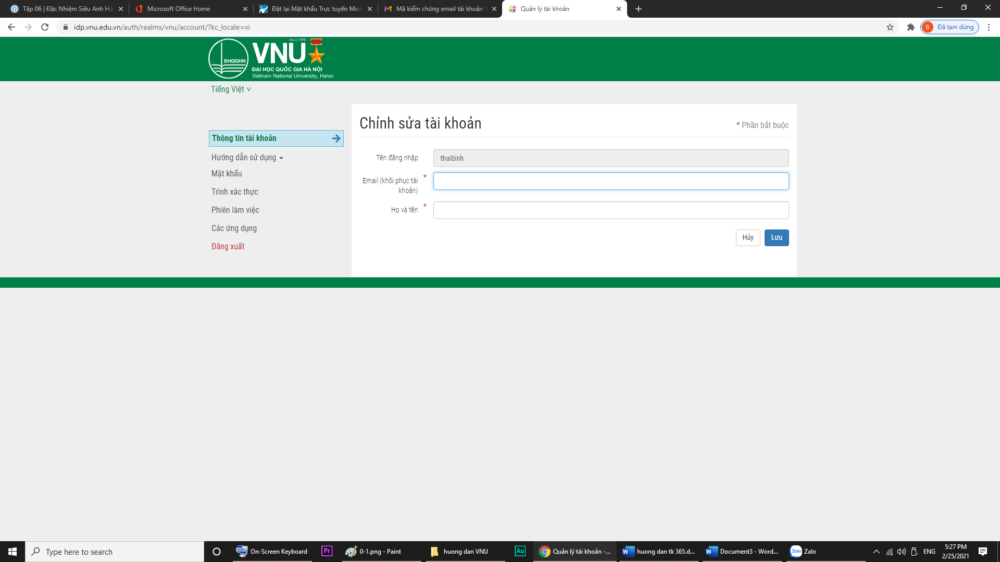 Tập 06 | Đặc Nhiệm Siêu Anh Hù
Microsoft Office Home
Đặt lại Mật khẩu Trực tuyến Micr
Mã kiểm chứng email tài khoản T
Quản lý tài khoản
idp.vnu.edu.vn/auth/realms/vnu/account/?kc_locale=vi
B Đã tạm dừng
Since 1906
ĐHQGHN
VNU
ĐẠI HỌC QUỐC GIA HÀ NỘI
Vietnam National University, Hanoi
Tiếng Việt
Chỉnh sửa tài khoản
* Phần bắt buộc
Thông tin tài khoản
Hướng dẫn sử dụng
Mật khẩu
Trình xác thực
Phiên làm việc
Các ứng dụng
Đăng xuất
Tên đăng nhập
thaibinh
Email (khôi phục tài *
khoản)
Họ và tên *
Hủy
Lưu
Type here to search
On-Screen Keyboard
Pr
0-1.png - Paint
huong dan VNU
Au
Quản lý tài khoản -...
huong dan tk 365.d...
Document3 - Word...
Zalo
Zalo
ENG
5:27 PM
2/25/2021